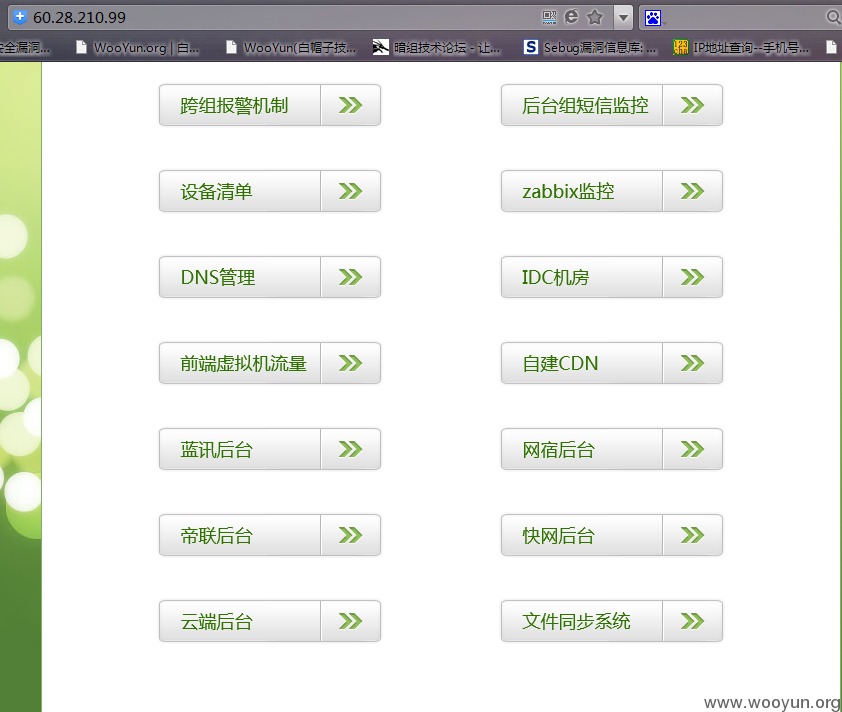 60.28.210.99
安全漏洞...
WooYun.org | 白...
WooYun(白帽子技...
暗组技术论坛 - 让...
Sebug漏洞信息库: ...
IP地址查询--手机号...
跨组报警机制
后台组短信监控
设备清单
zabbix监控
DNS管理
IDC机房
前端虚拟机流量
自建CDN
蓝讯后台
网宿后台
帝联后台
快网后台
云端后台
文件同步系统
www.wooyun.org